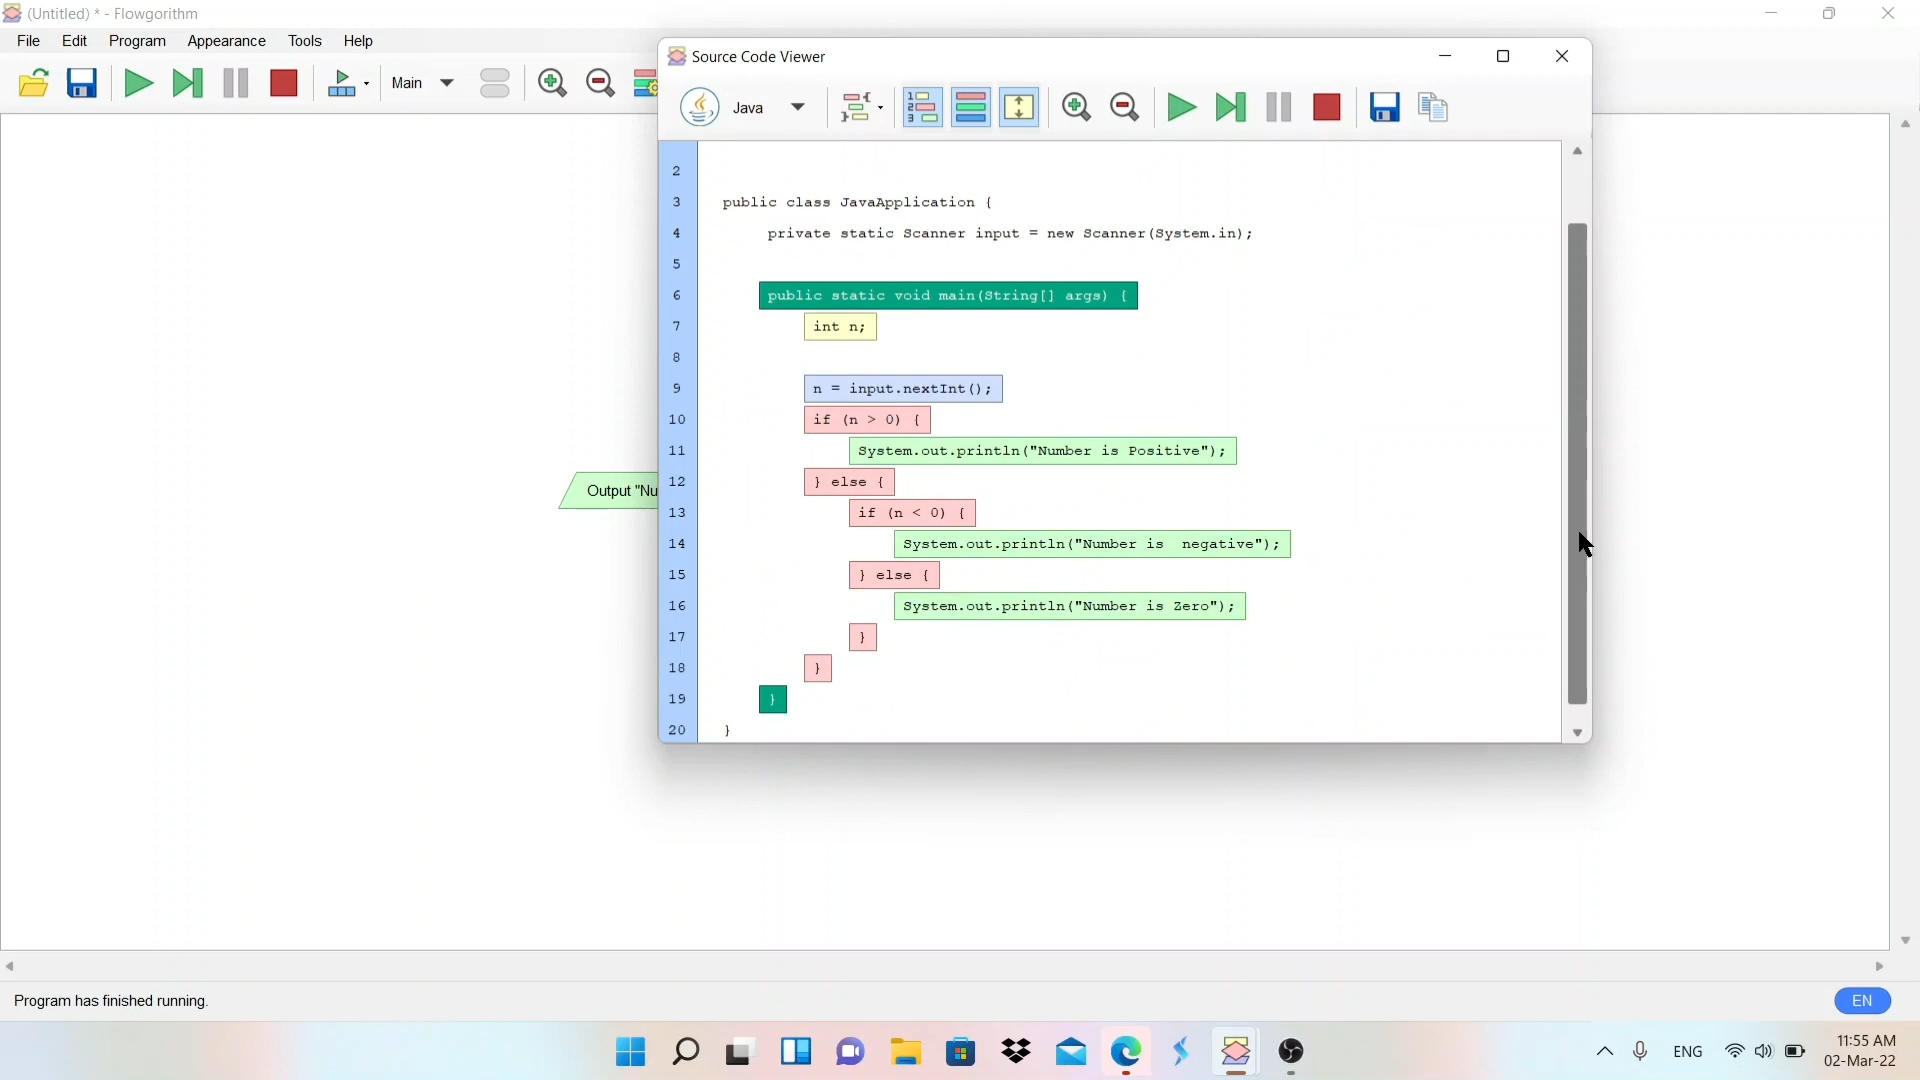 (Untitled) * - Flowgorithm
File Edit Program Appearance Tools Help
Main
Source Code Viewer
Java
2
3 public class JavaApplication {
4 private static Scanner input = new Scanner(System.in);
5
6 public static void main(String[] args) {
7 int n;
8
9 n = input.nextInt();
10 if (n > 0) {
11 System.out.println("Number is Positive");
12 } else {
13 if (n < 0) {
14 System.out.println("Number is  negative");
15 } else {
16 System.out.println("Number is Zero");
17 }
18 }
19 }
20 }
Output "Nu
Program has finished running.
EN
ENG
11:55 AM
02-Mar-22